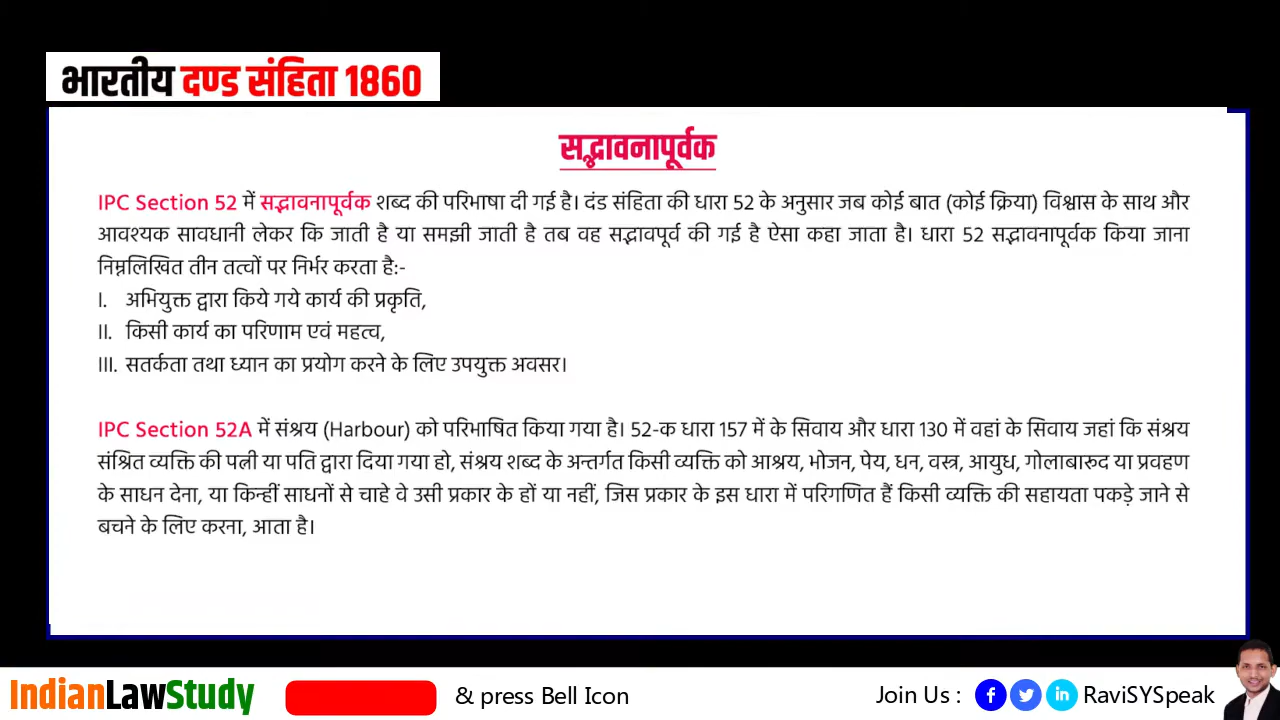 भारतीय दण्ड संहिता 1860
सद्भावनापूर्वक
IPC Section 52 में सद्भावनापूर्वक शब्द की परिभाषा दी गई है। दंड संहिता की धारा 52 के अनुसार जब कोई बात (कोई क्रिया) विश्वास के साथ और
आवश्यक सावधानी लेकर कि जाती है या समझी जाती है तब वह सद्भावपूर्व की गई है ऐसा कहा जाता है। धारा 52 सद्भावनापूर्वक किया जाना
निम्नलिखित तीन तत्वों पर निर्भर करता है:-
I. अभियुक्त द्वारा किये गये कार्य की प्रकृति,
II. किसी कार्य का परिणाम एवं महत्व,
III. सतर्कता तथा ध्यान का प्रयोग करने के लिए उपयुक्त अवसर।
IPC Section 52A में संश्रय (Harbour) को परिभाषित किया गया है। 52-क धारा 157 में के सिवाय और धारा 130 में वहां के सिवाय जहां कि संश्रय
संश्रित व्यक्ति की पत्नी या पति द्वारा दिया गया हो, संश्रय शब्द के अन्तर्गत किसी व्यक्ति को आश्रय, भोजन, पेय, धन, वस्त्र, आयुध, गोलाबारूद या प्रवहण
के साधन देना, या किन्हीं साधनों से चाहे वे उसी प्रकार के हों या नहीं, जिस प्रकार के इस धारा में परिगणित हैं किसी व्यक्ति की सहायता पकड़े जाने से
बचने के लिए करना, आता है।
IndianLawStudy & press Bell Icon Join Us : RaviSYSpeak